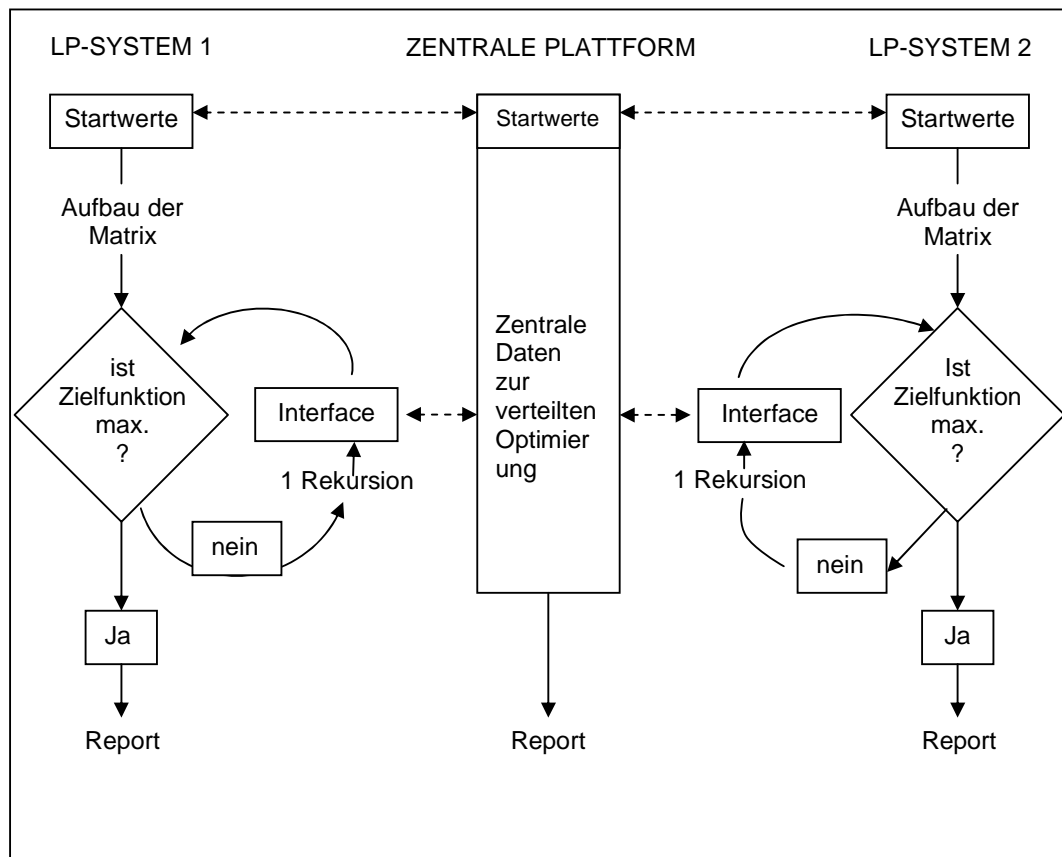 LP-SYSTEM 1
ZENTRALE PLATTFORM
LP-SYSTEM 2
Startwerte
Startwerte
Startwerte
Aufbau der
Matrix
Aufbau der
Matrix
ist
Zielfunktion
max.
?
Interface
1 Rekursion
nein
Zentrale
Daten
zur
verteilten
Optimier
ung
Interface
1 Rekursion
nein
Ist
Zielfunktion
max.
?
Ja
Ja
Report
Report
Report